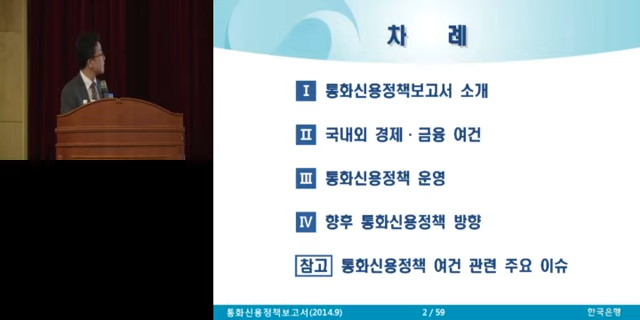 차 례
Ⅰ 통화신용정책보고서 소개
Ⅱ 국내외 경제·금융 여건
Ⅲ 통화신용정책 운영
Ⅳ 향후 통화신용정책 방향
참고 통화신용정책 여건 관련 주요 이슈
통화신용정책보고서(2014.9) 2 / 59 한국은행